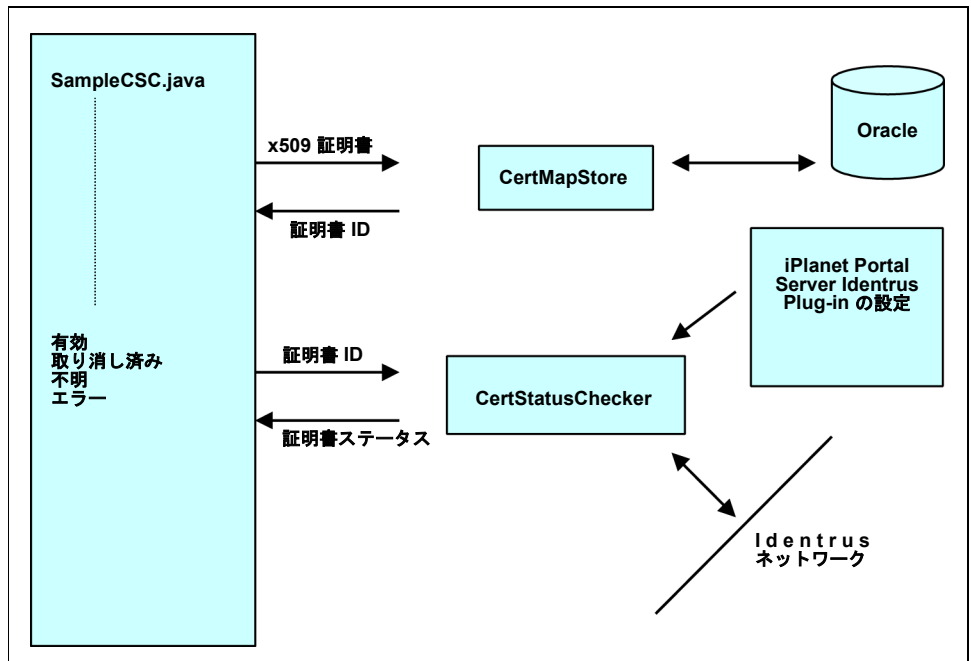 SampleCSC.java
x509 証明書
証明書 ID
CertMapStore
Oracle
iPlanet Portal
Server Identrus
Plug-in の設定
有効
取り消し済み
不明
エラー
証明書 ID
証明書ステータス
CertStatusChecker
Identrus
ネットワーク